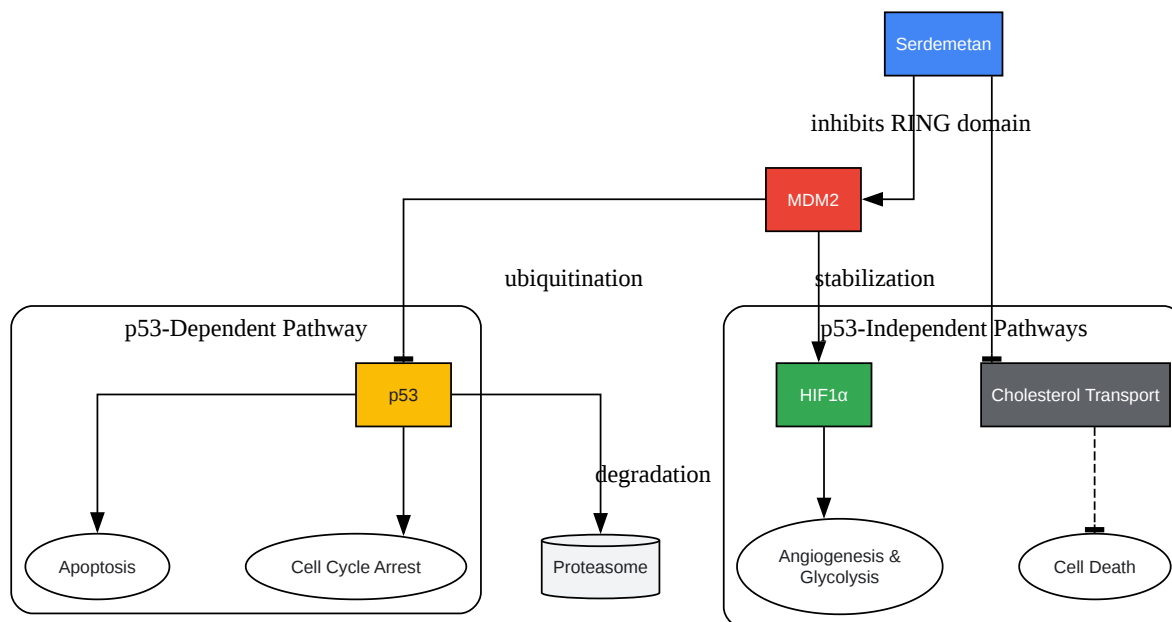 Serdemetan
inhibits RING domain
MDM2
ubiquitination
stabilization
p53-Dependent Pathway
p53-Independent Pathways
p53
HIF1α
Cholesterol Transport
degradation
Apoptosis
Cell Cycle Arrest
Proteasome
Angiogenesis &
Glycolysis
Cell Death